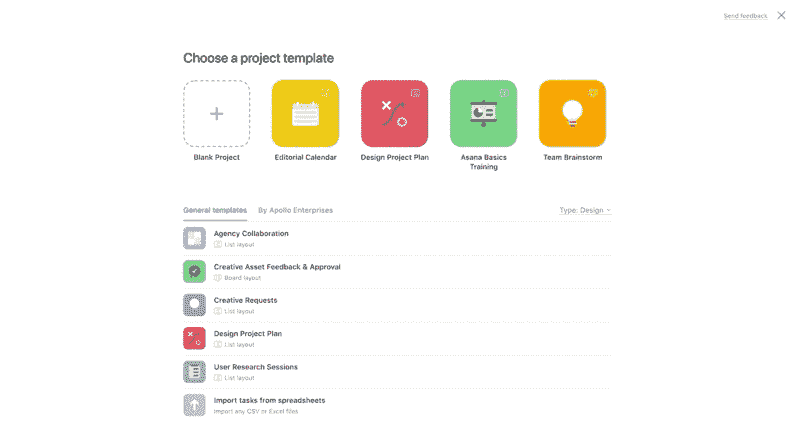 Send feedback
Choose a project template
Blank Project
Editorial Calendar
Design Project Plan
Asana Basics
Training
Team Brainstorm
General templates
By Apollo Enterprises
Type: Design
Agency Collaboration
List layout
Creative Asset Feedback & Approval
Board layout
Creative Requests
List layout
Design Project Plan
List layout
User Research Sessions
List layout
Import tasks from spreadsheets
Import any CSV or Excel files